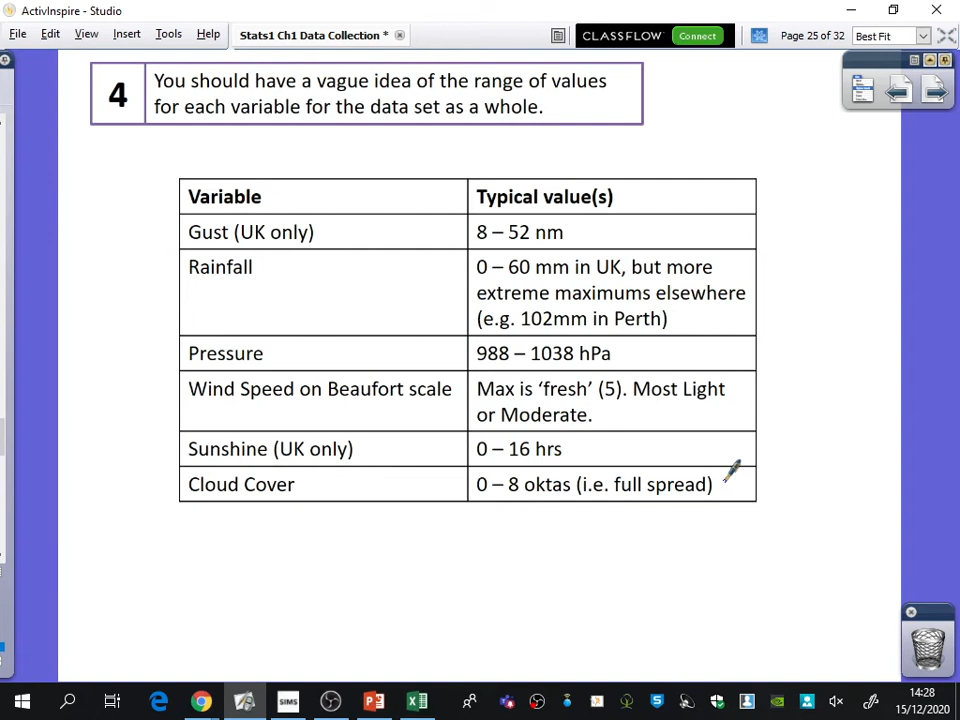 ActivInspire - Studio
File Edit View Insert Tools Help
Stats1 Ch1 Data Collection *
CLASSFLOW Connect
Page 25 of 32
Best Fit
4
You should have a vague idea of the range of values
for each variable for the data set as a whole.
Variable Typical value(s)
Gust (UK only) 8 – 52 nm
Rainfall 0 – 60 mm in UK, but more
extreme maximums elsewhere
(e.g. 102mm in Perth)
Pressure 988 – 1038 hPa
Wind Speed on Beaufort scale Max is ‘fresh’ (5). Most Light
or Moderate.
Sunshine (UK only) 0 – 16 hrs
Cloud Cover 0 – 8 oktas (i.e. full spread)
SIMS
14:28
15/12/2020